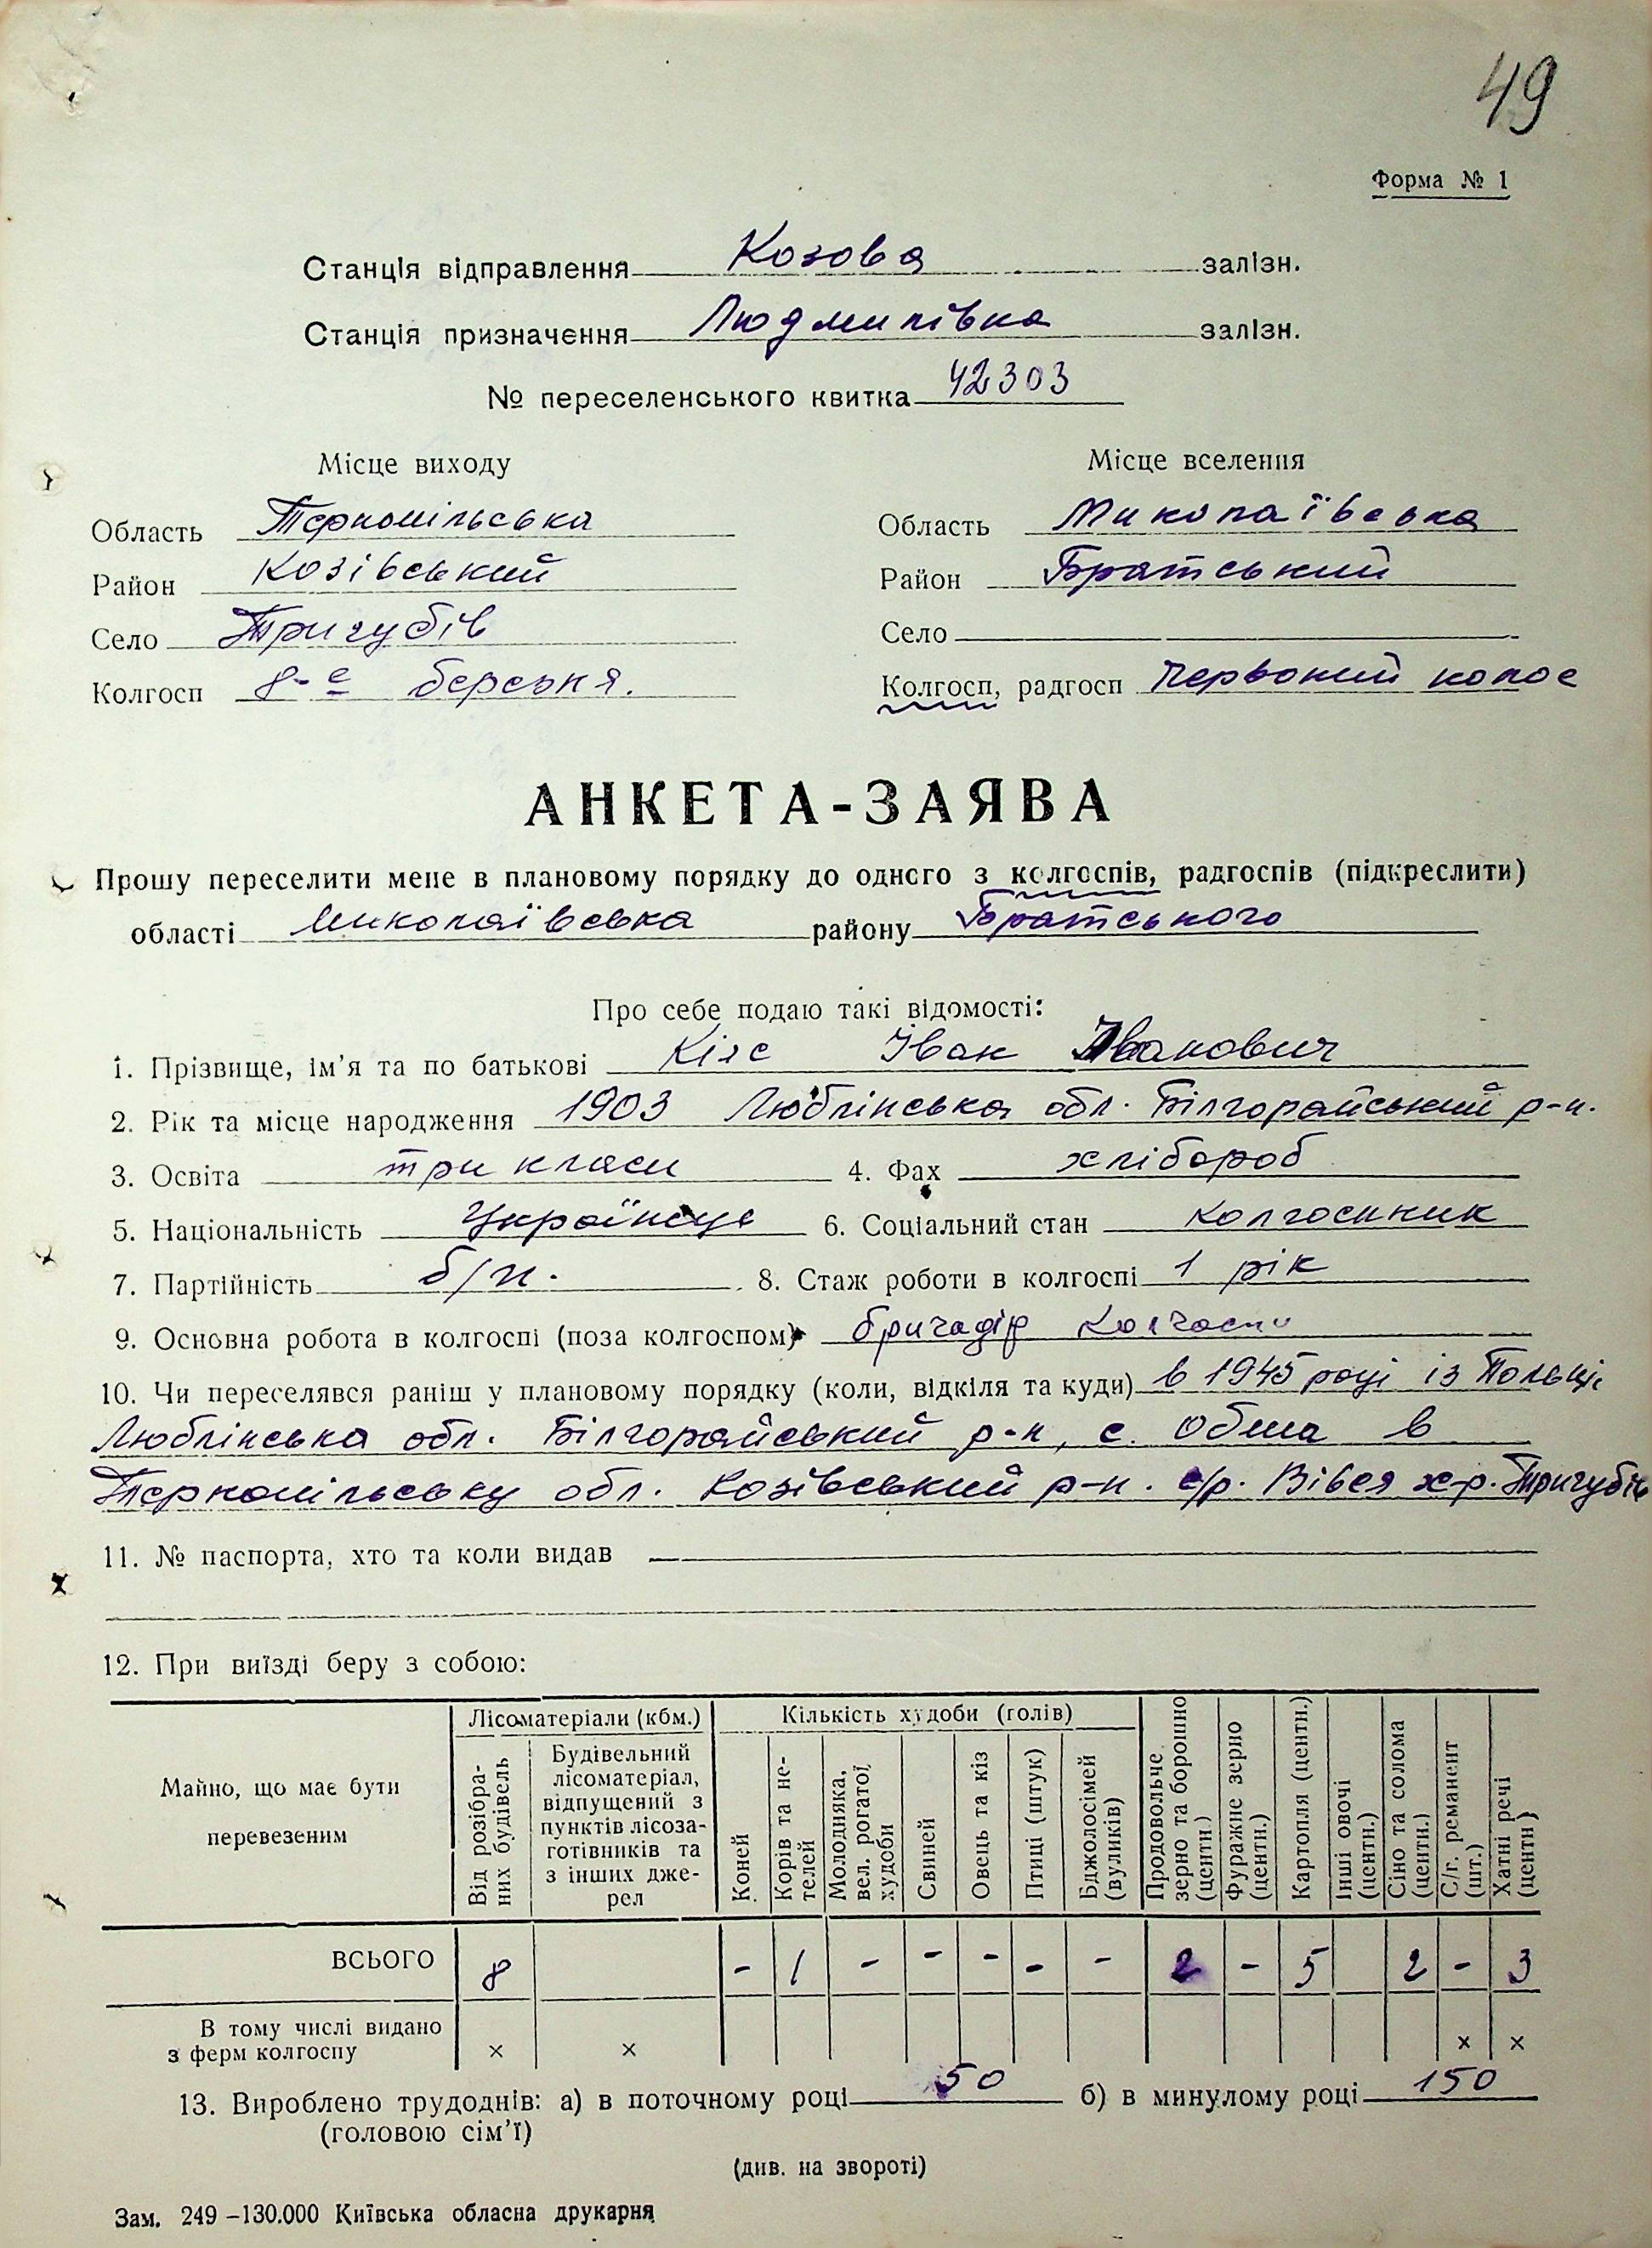 49
Форма № 1
Станція відправлення Козова залізн.
Станція призначення Людмилівка залізн.
№ переселенського квитка 42303
Місце виходу Місце вселення
Область Тернопільська Область Миколаївська
Район Козівський Район Братський
Село Тригубів Село
Колгосп 8-е березня. Колгосп, радгосп Червоний колос
АНКЕТА-ЗАЯВА
Прошу переселити мене в плановому порядку до одного з колгоспів, радгоспів (підкреслити)
області Миколаївська району Братського
Про себе подаю такі відомості:
1. Прізвище, ім'я та по батькові Іван Іванович
2. Рік та місце народження 1903 Люблінська обл. Білгорайський р-н.
3. Освіта три класи 4. Фах хлібороб
5. Національність Українець 6. Соціальний стан колгоспник
7. Партійність б/п. 8. Стаж роботи в колгоспі 1 рік
9. Основна робота в колгоспі (поза колгоспом) бригадір колгоспи
10. Чи переселявся раніш у плановому порядку (коли, відкіля та куди) в 1945 році із Польщі
Люблінська обл. Білгорайський р-н, с. Обша в
Тернопільську обл. Козівський р-н. с/р. Вівся х-р. Тригубів
11. № паспорта, хто та коли видав
12. При виїзді беру з собою:
Майно, що має бути перевезеним
Лісоматеріали (кбм.)
Від розібраних будівель
Будівельний лісоматеріал, відпущений з пунктів лісозаготівників та з інших джерел
Кількість худоби (голів)
Коней
Корів та нетелей
Молодняка, вел. рогатої худоби
Свиней
Овець та кіз
Птиці (штук)
Бджолосімей (вуликів)
Продовольче зерно та борошно (центн.)
Фуражне зерно (центн.)
Картопля (центн.)
Інші овочі (центн.)
Сіно та солома (центн.)
С/г. реманент (шт.)
Хатні речі (центн)
ВСЬОГО 8 - 1 - - - - - 2 - 5 2 - 3
В тому числі видано
з ферм колгоспу × × × ×
13. Вироблено трудоднів: а) в поточному році 50 б) в минулому році 150
(головою сім'ї)
(див. на звороті)
Зам. 249 -130.000 Київська обласна друкарня